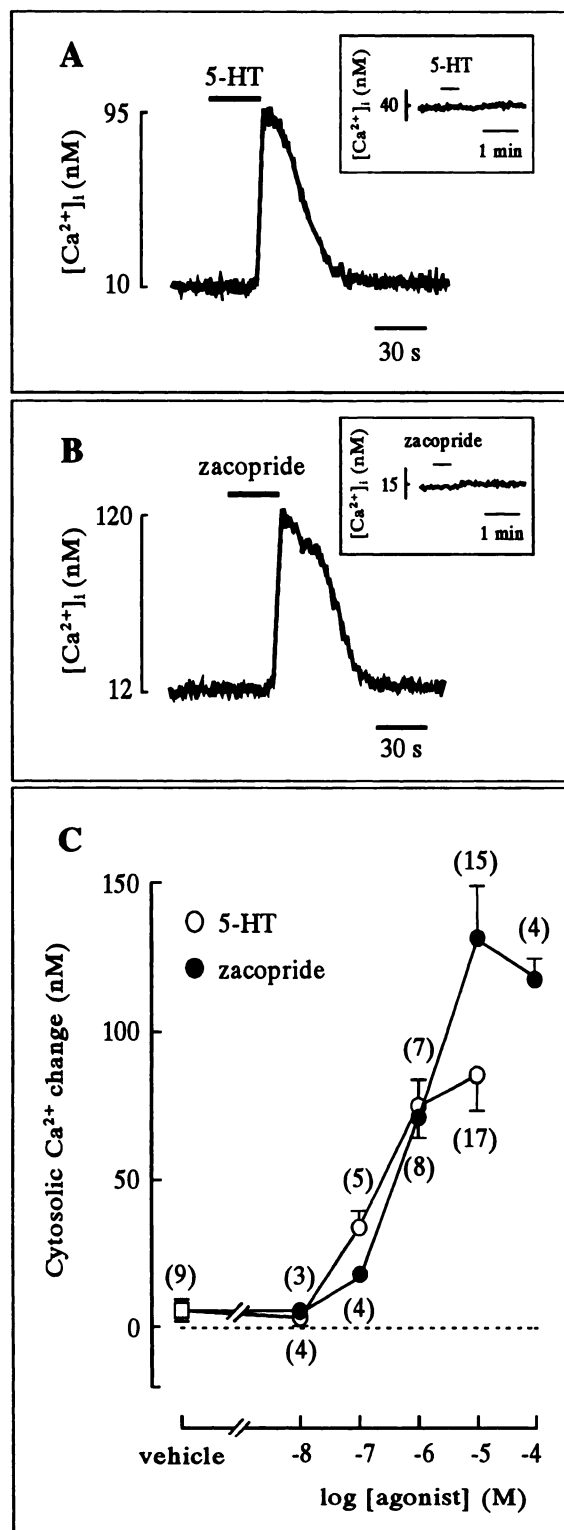 A
5-HT
[Ca²⁺]ᵢ (nM)
95
10
30 s
[Ca²⁺]ᵢ (nM)
5-HT
40
1 min
B
zacopride
[Ca²⁺]ᵢ (nM)
120
12
30 s
[Ca²⁺]ᵢ (nM)
zacopride
15
1 min
C
5-HT
zacopride
Cytosolic Ca²⁺ change (nM)
150
100
50
0
(9)
(3)
(4)
(5)
(4)
(7)
(8)
(15)
(17)
(4)
vehicle
-8 -7 -6 -5 -4
log [agonist] (M)